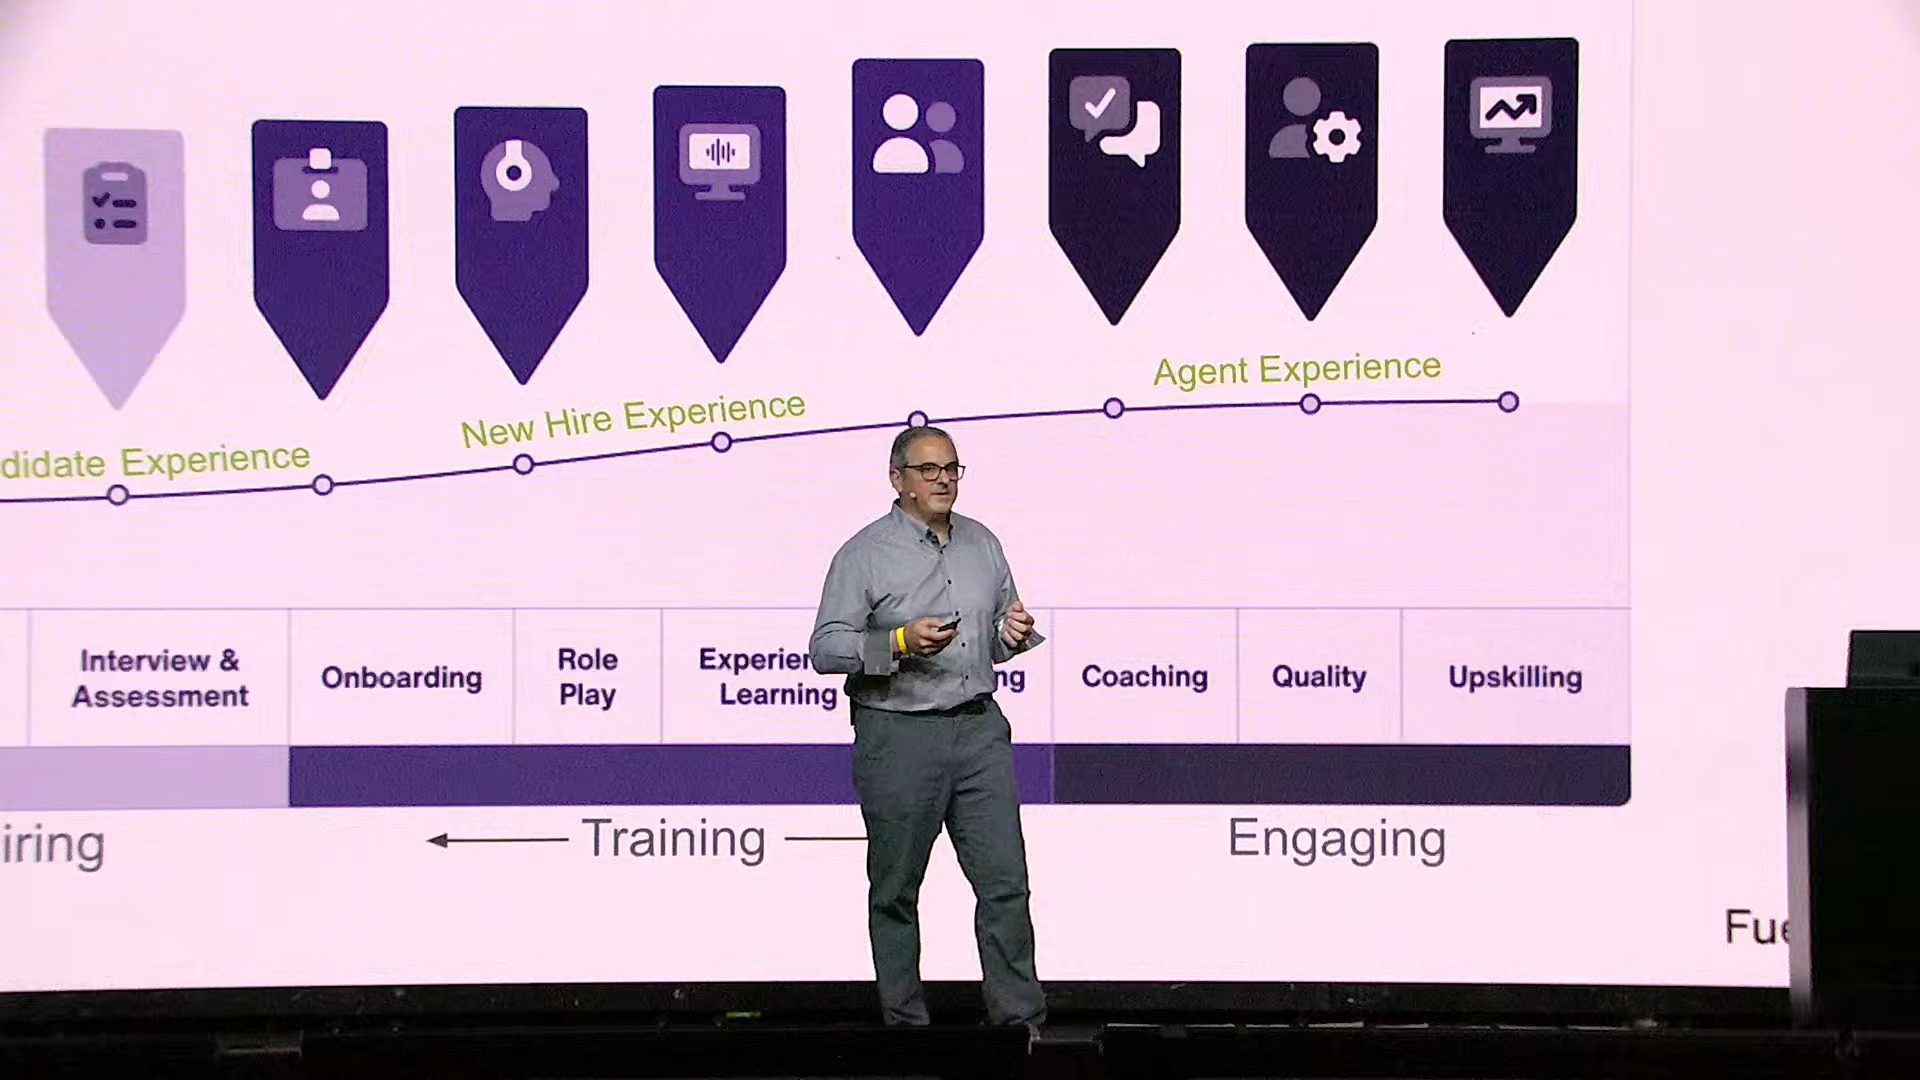 Agent Experience
New Hire Experience
didate Experience
Interview &
Assessment
Onboarding
Role
Play
Experien
Learning
ng
Coaching
Quality
Upskilling
iring
Training
Engaging
Fue